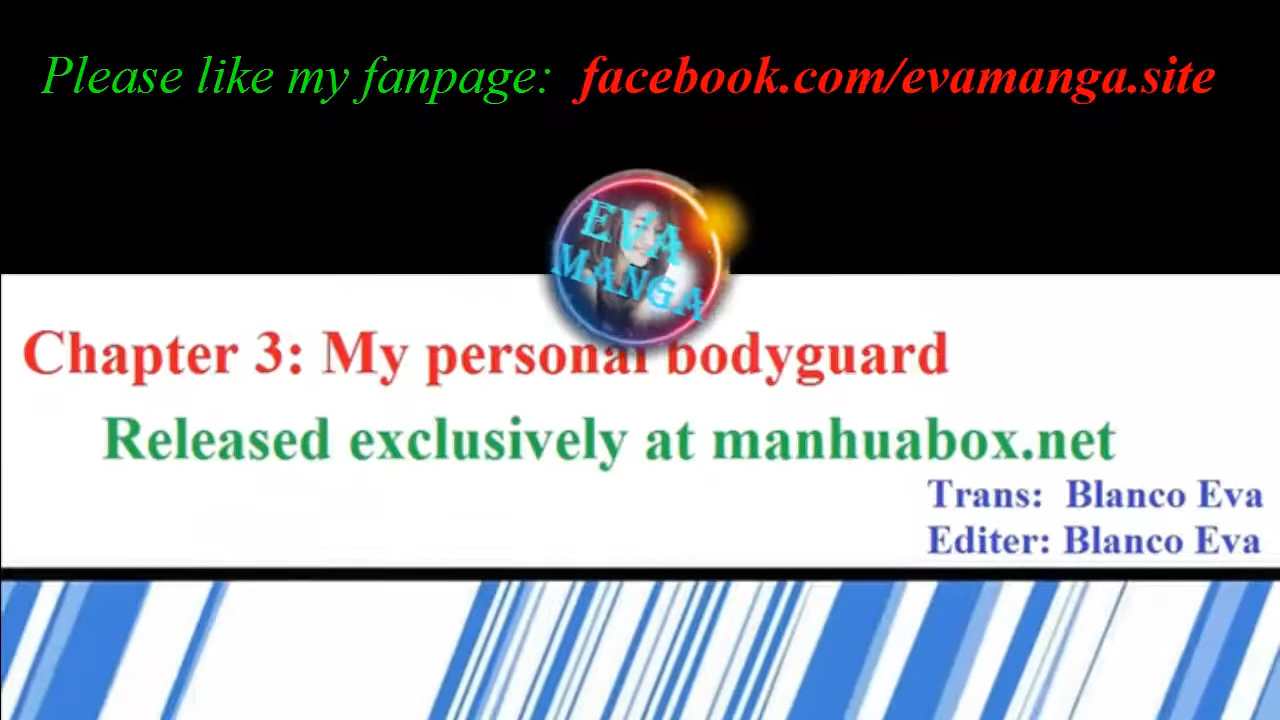 Please like my fanpage: facebook.com/evamanga.site
EVA
MANGA
Chapter 3: My personal bodyguard
Released exclusively at manhuabox.net
Trans: Blanco Eva
Editer: Blanco Eva